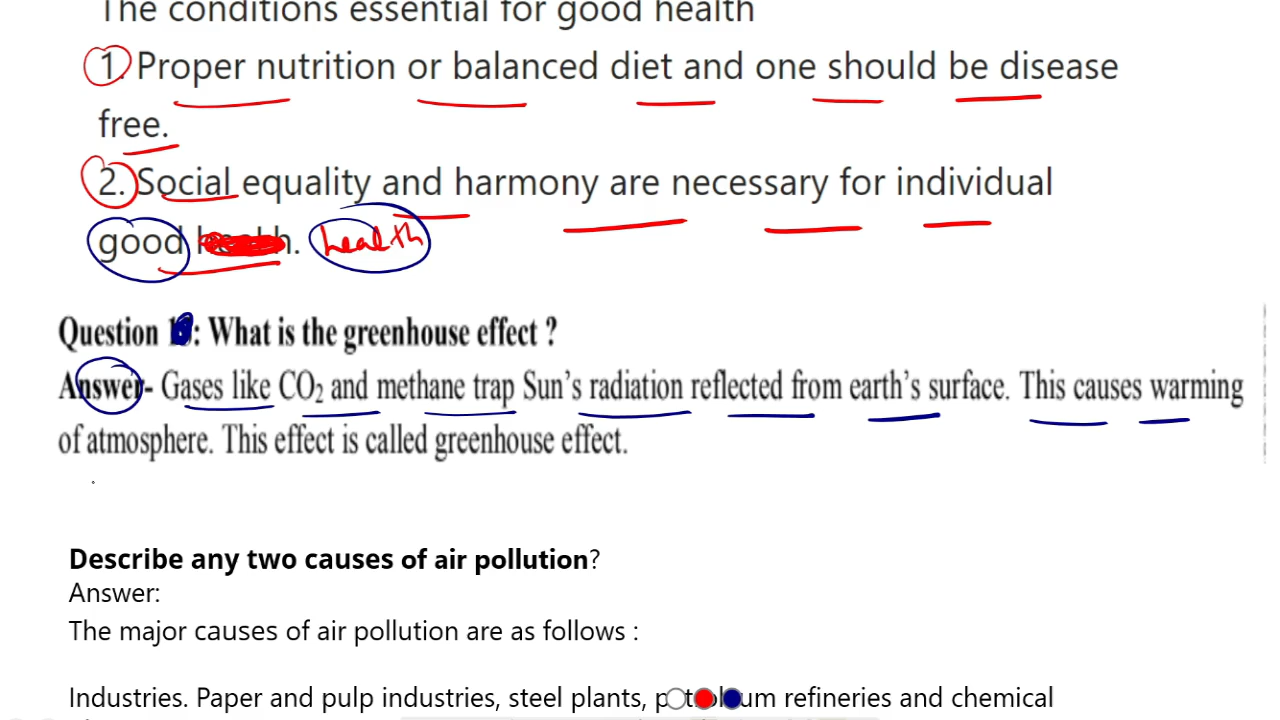 The conditions essential for good health
1. Proper nutrition or balanced diet and one should be disease
free.
2. Social equality and harmony are necessary for individual
good health. health
Question 1: What is the greenhouse effect ?
Answer- Gases like CO₂ and methane trap Sun's radiation reflected from earth's surface. This causes warming
of atmosphere. This effect is called greenhouse effect.
Describe any two causes of air pollution?
Answer:
The major causes of air pollution are as follows :
Industries. Paper and pulp industries, steel plants, petroleum refineries and chemical